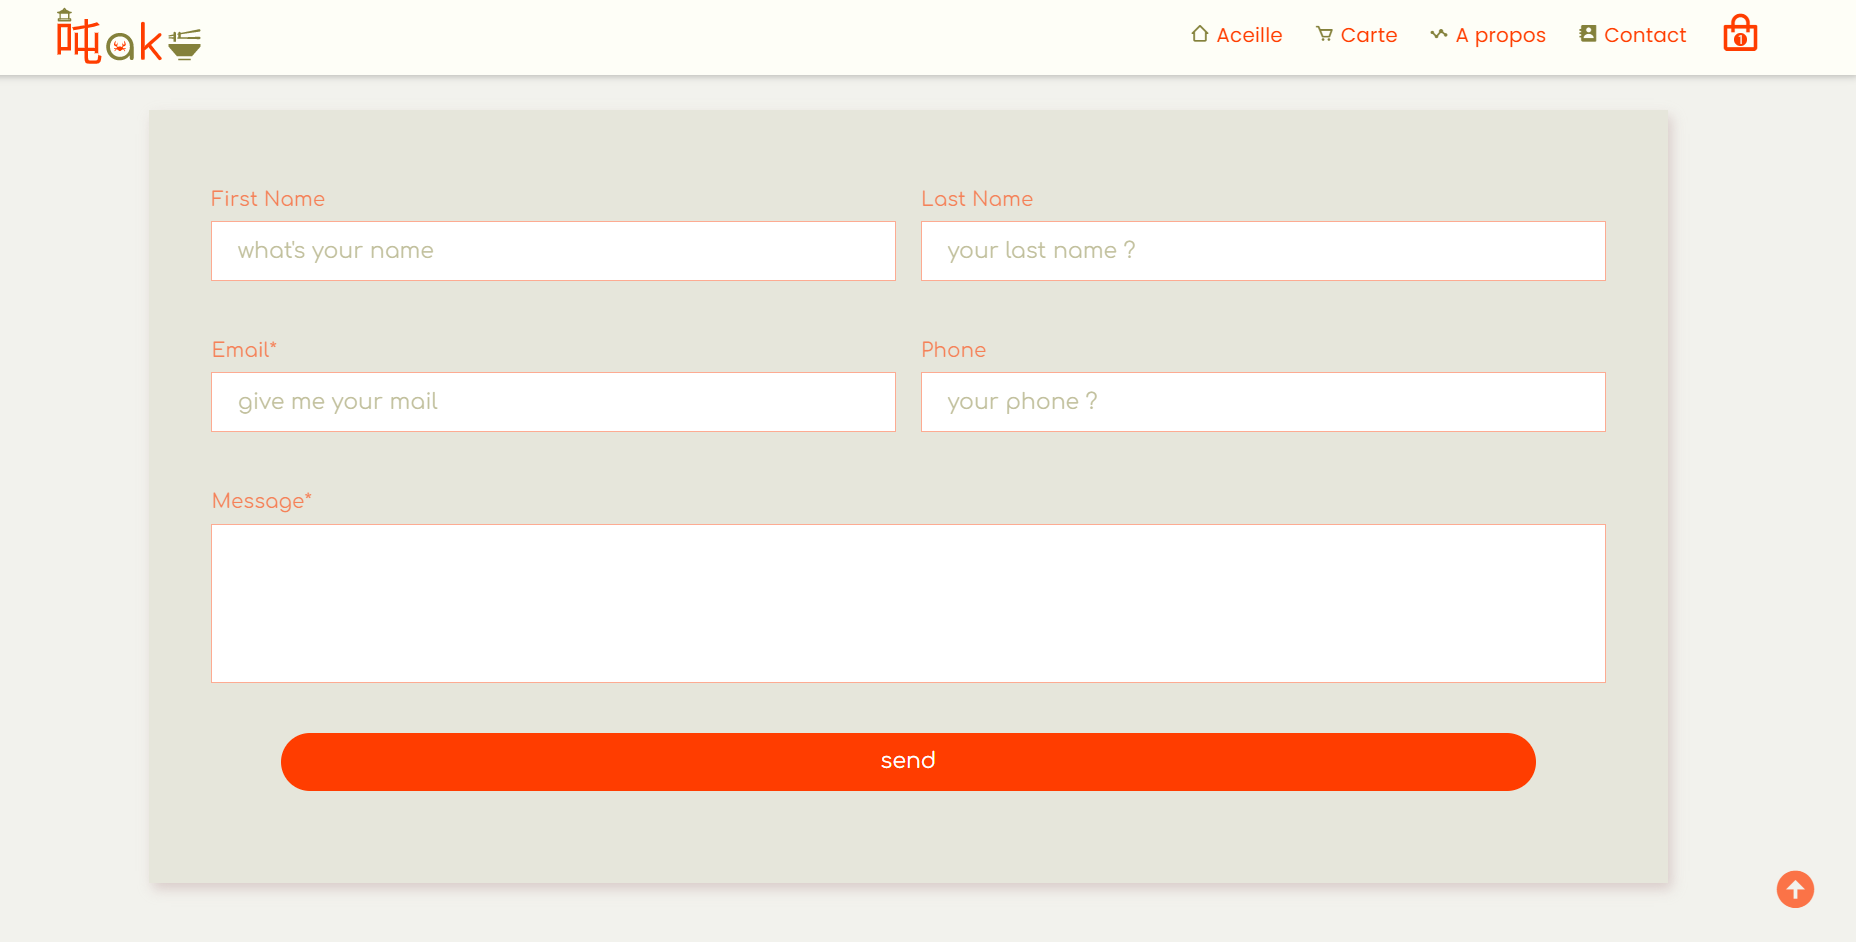 吨ak
Aceille
Carte
A propos
Contact
1
First Name
Last Name
what's your name
your last name ?
Email*
Phone
give me your mail
your phone ?
Message*
send